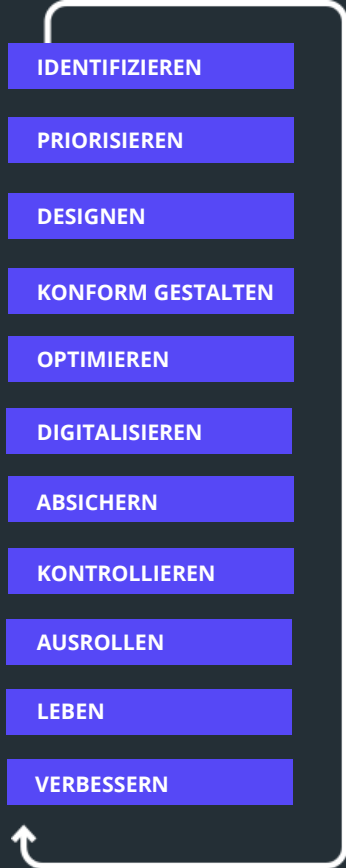 IDENTIFIZIEREN
PRIORISIEREN
DESIGNEN
KONFORM GESTALTEN
OPTIMIEREN
DIGITALISIEREN
ABSICHERN
KONTROLLIEREN
AUSROLLEN
LEBEN
VERBESSERN